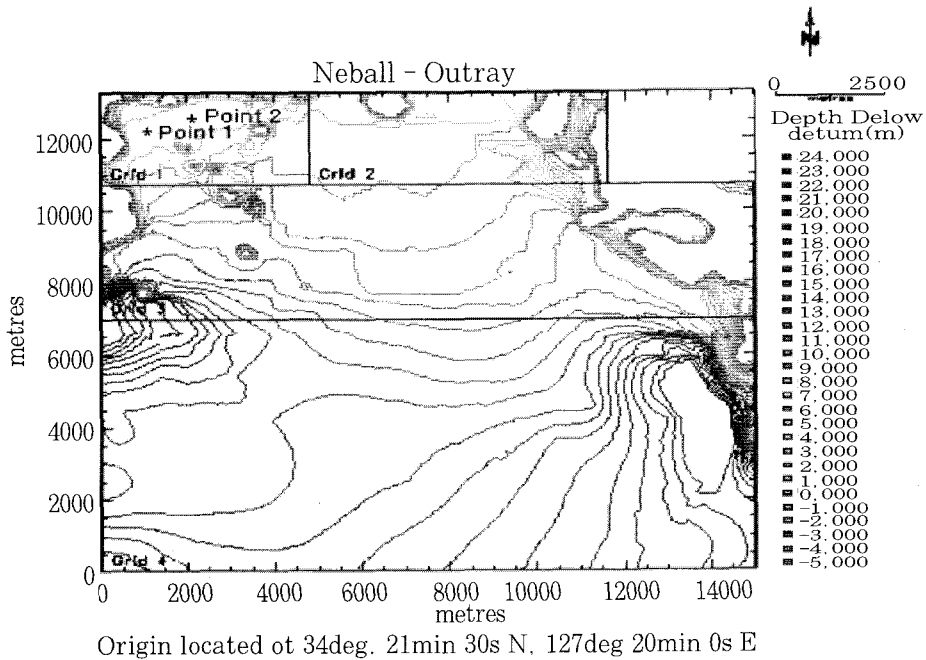 N
Neball - Outray
0 2500
metres
Depth Delow
detum(m)
24.000
23.000
22.000
21.000
20.000
19.000
18.000
17.000
16.000
15.000
14.000
13.000
12.000
11.000
10.000
9.000
8.000
7.000
6.000
5.000
4.000
3.000
2.000
1.000
0.000
-1.000
-2.000
-3.000
-4.000
-5.000
12000
10000
8000
6000
4000
2000
0
metres
Point 2
Point 1
Grid 1
Grid 2
Grid 3
Grid 4
0 2000 4000 6000 8000 10000 12000 14000
metres
Origin located ot 34deg. 21min 30s N, 127deg 20min 0s E